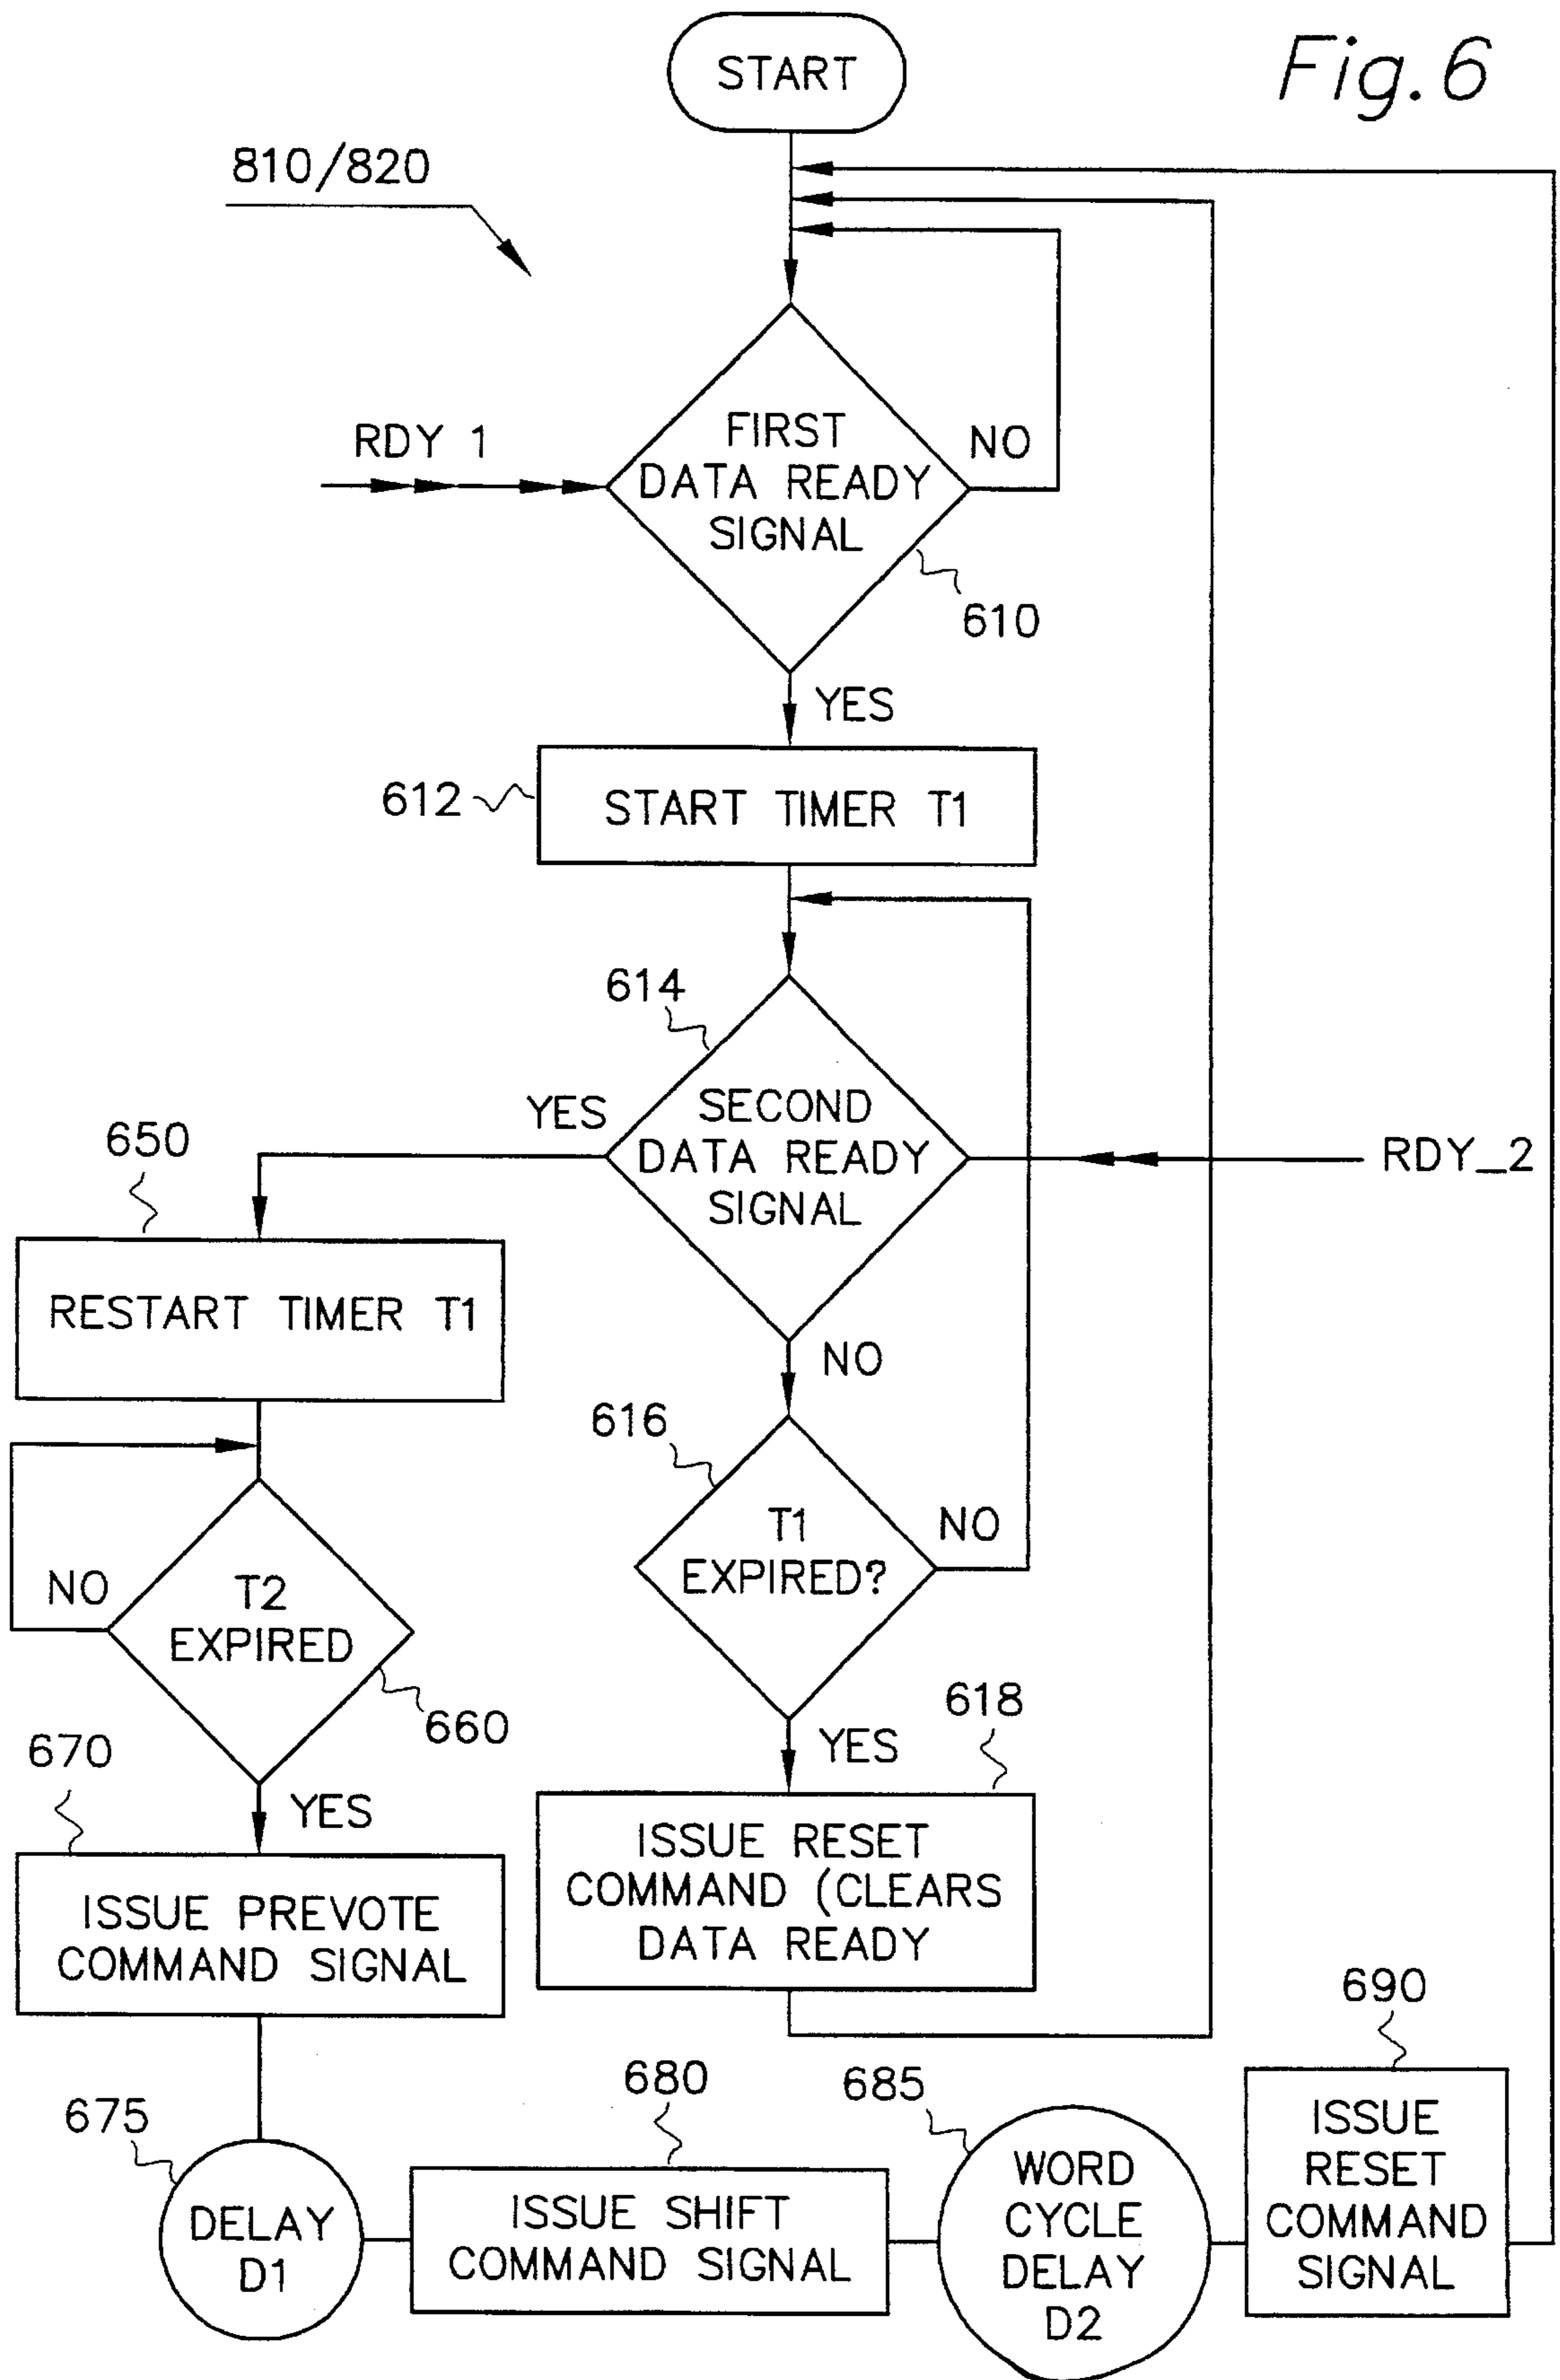 START
Fig. 6
810/820
RDY 1
FIRST
DATA READY
SIGNAL
NO
610
YES
612
START TIMER T1
614
YES
SECOND
DATA READY
SIGNAL
RDY_2
650
RESTART TIMER T1
NO
616
T1
EXPIRED?
NO
NO
T2
EXPIRED
660
YES
618
670
YES
ISSUE PREVOTE
COMMAND SIGNAL
ISSUE RESET
COMMAND (CLEARS
DATA READY
690
675
680
685
DELAY
D1
ISSUE SHIFT
COMMAND SIGNAL
WORD
CYCLE
DELAY
D2
ISSUE
RESET
COMMAND
SIGNAL